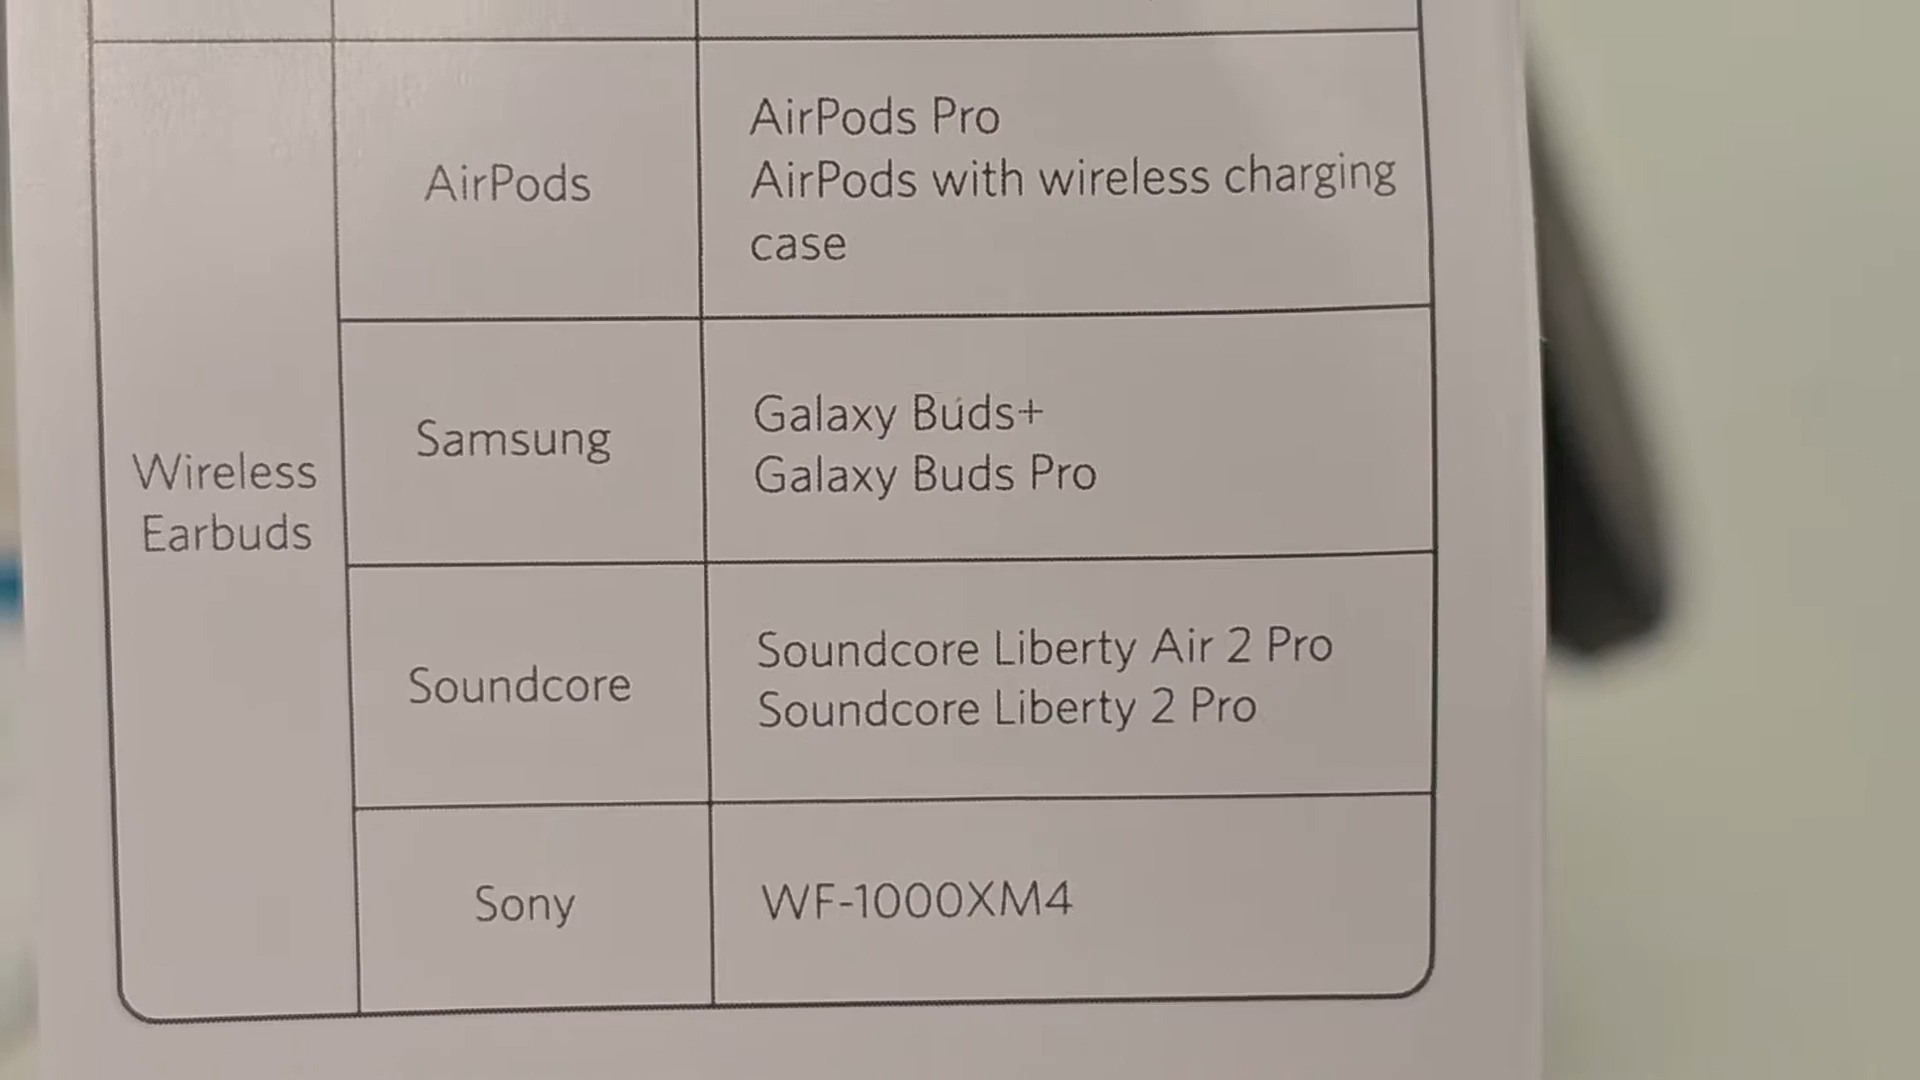 AirPods
AirPods Pro
AirPods with wireless charging
case
Wireless
Earbuds
Samsung
Galaxy Buds+
Galaxy Buds Pro
Soundcore
Soundcore Liberty Air 2 Pro
Soundcore Liberty 2 Pro
Sony
WF-1000XM4